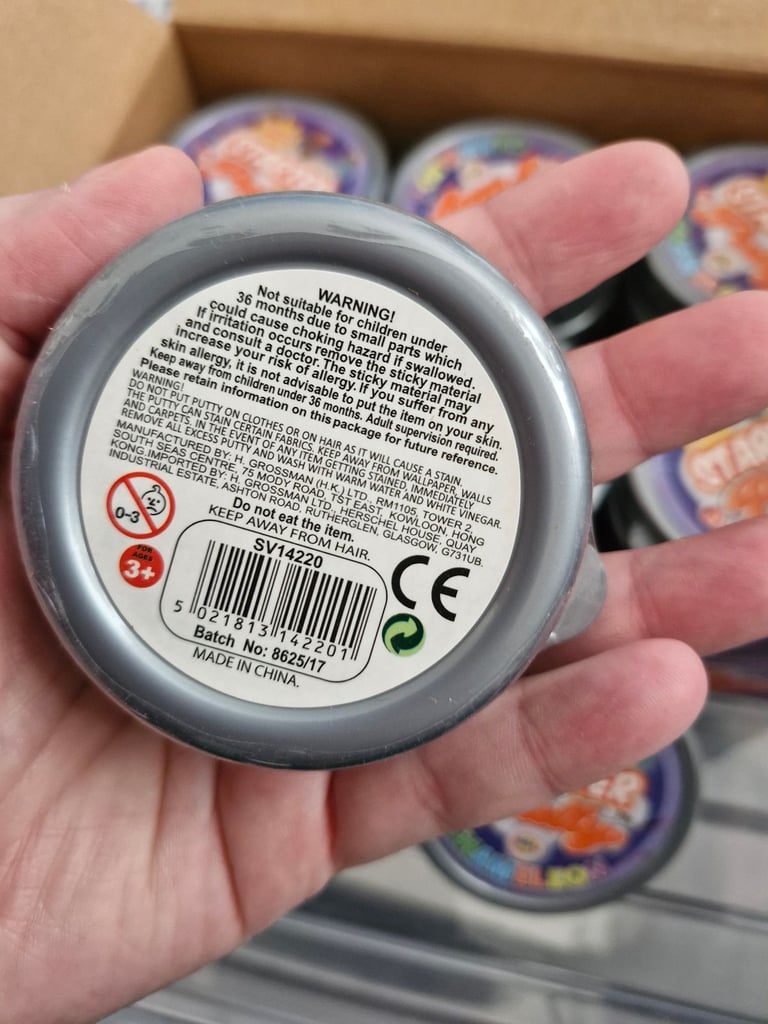 WARNING!
Not suitable for children under
36 months due to small parts which
could cause choking hazard if swallowed.
If irritation occurs remove the sticky material
and consult a doctor. The sticky material may
increase your risk of allergy. If you suffer from any
skin allergy, it is not advisable to put the item on your skin.
Keep away from children under 36 months. Adult supervision required.
Please retain information on this package for future reference.
WARNING!
DO NOT PUT PUTTY ON CLOTHES OR ON HAIR AS IT WILL CAUSE A STAIN.
THE PUTTY CAN STAIN CERTAIN FABRICS. KEEP AWAY FROM WALLPAPER, WALLS
AND CARPETS. IN THE EVENT OF ANY ITEM GETTING STAINED, IMMEDIATELY
REMOVE ALL EXCESS PUTTY AND WASH WITH WARM WATER AND WHITE VINEGAR.
MANUFACTURED BY: H. GROSSMAN (H.K.) LTD., RM1105, TOWER 2,
SOUTH SEAS CENTRE, 75 MODY ROAD, TST EAST, KOWLOON, HONG
KONG.IMPORTED BY: H. GROSSMAN LTD., HERSCHEL HOUSE, QUAY
INDUSTRIAL ESTATE, ASHTON ROAD, RUTHERGLEN, GLASGOW, G731UB.
Do not eat the item.
KEEP AWAY FROM HAIR.
0-3
FOR
AGES
3+
SV14220
CE
5 021813 142201
Batch No: 8625/17
MADE IN CHINA.